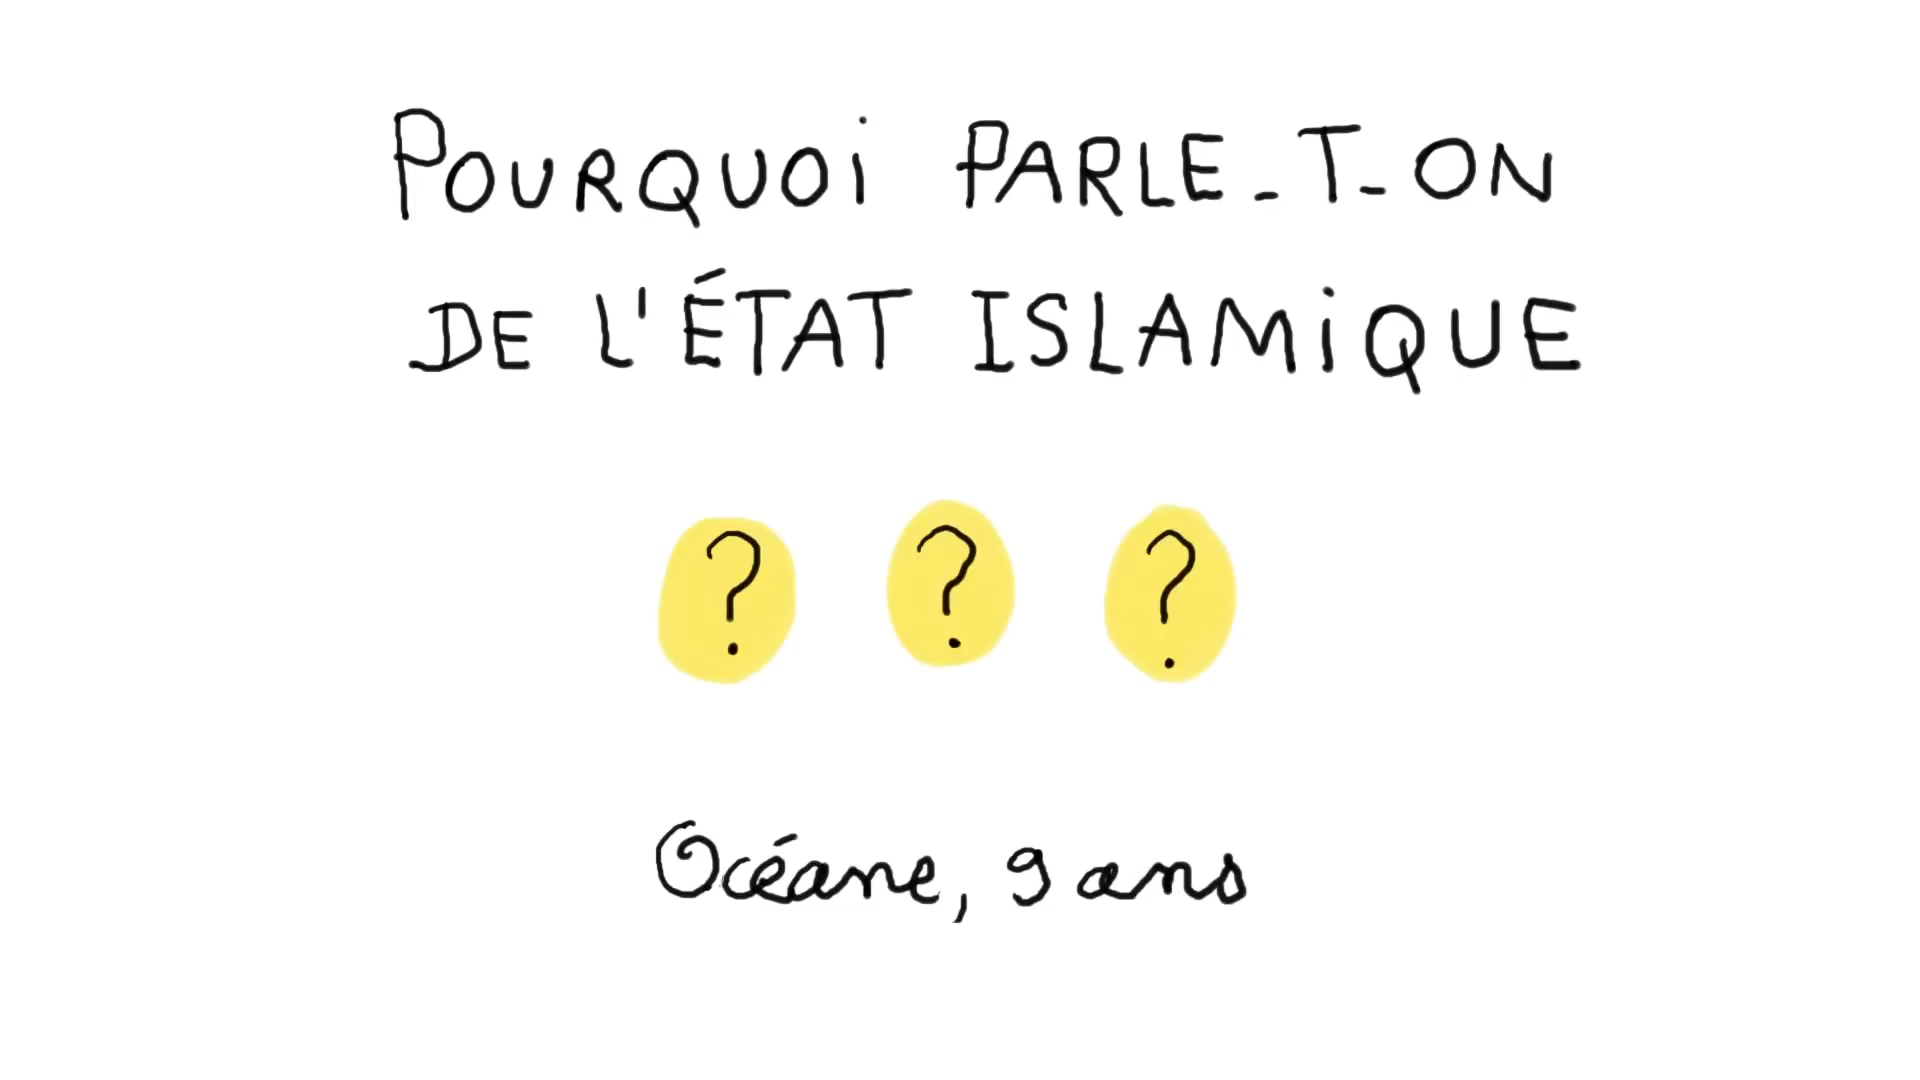 POURQUOI PARLE-T-ON
DE L'ÉTAT ISLAMIQUE
? ? ?
Océane, 9 ans